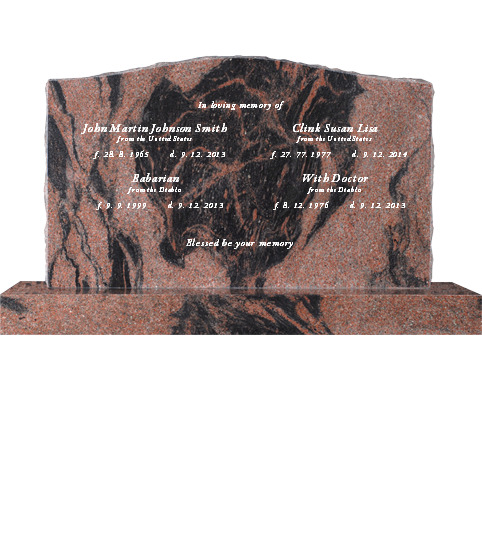 In loving memory of
John Martin Johnson Smith Clink Susan Lisa
from the United States from the United States
f. 28. 8. 1965 d. 9. 12. 2013 f. 27. 77. 1977 d. 9. 12. 2014
Babarian With Doctor
from the Diablo from the Diablo
f. 9. 9. 1999 d. 9. 12. 2013 f. 8. 12. 1976 d. 9. 12. 2013
Blessed be your memory